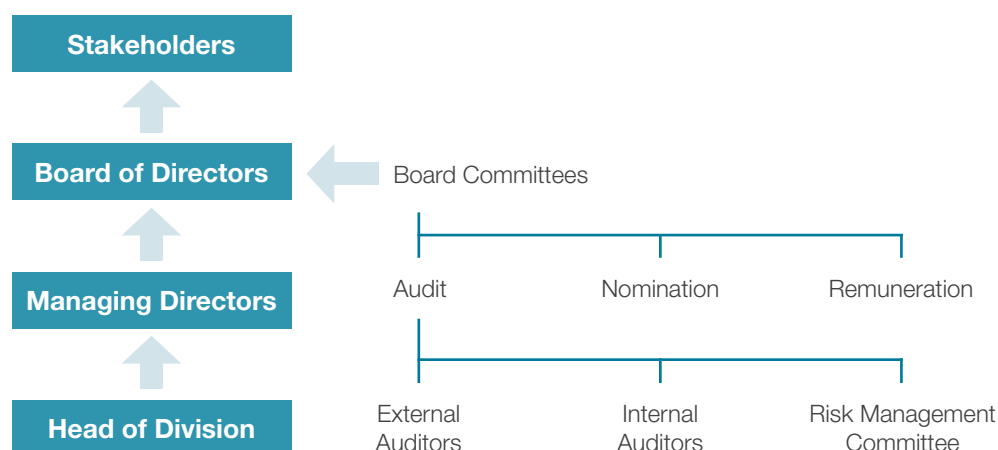 Stakeholders
Board of Directors
Board Committees
Managing Directors
Audit
Nomination
Remuneration
Head of Division
External
Auditors
Internal
Auditors
Risk Management
Committee